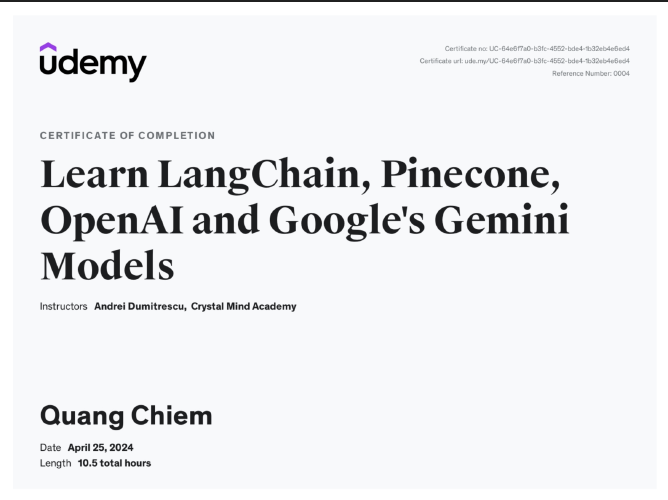 ûdemy
Certificate no: UC-64e6f7a0-b3fc-4552-bde4-1b32eb4e6ed4
Certificate url: ude.my/UC-64e6f7a0-b3fc-4552-bde4-1b32eb4e6ed4
Reference Number: 0004
CERTIFICATE OF COMPLETION
Learn LangChain, Pinecone,
OpenAI and Google's Gemini
Models
Instructors Andrei Dumitrescu, Crystal Mind Academy
Quang Chiem
Date April 25, 2024
Length 10.5 total hours